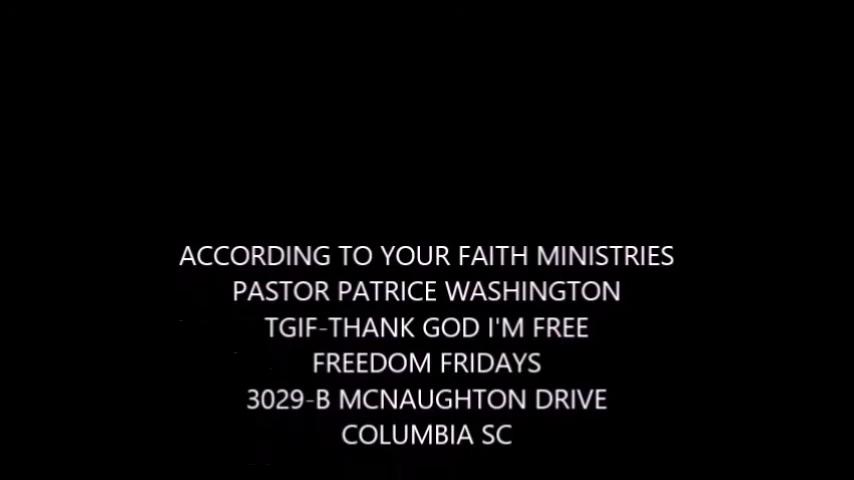 ACCORDING TO YOUR FAITH MINISTRIES
PASTOR PATRICE WASHINGTON
TGIF-THANK GOD I'M FREE
FREEDOM FRIDAYS
3029-B MCNAUGHTON DRIVE
COLUMBIA SC